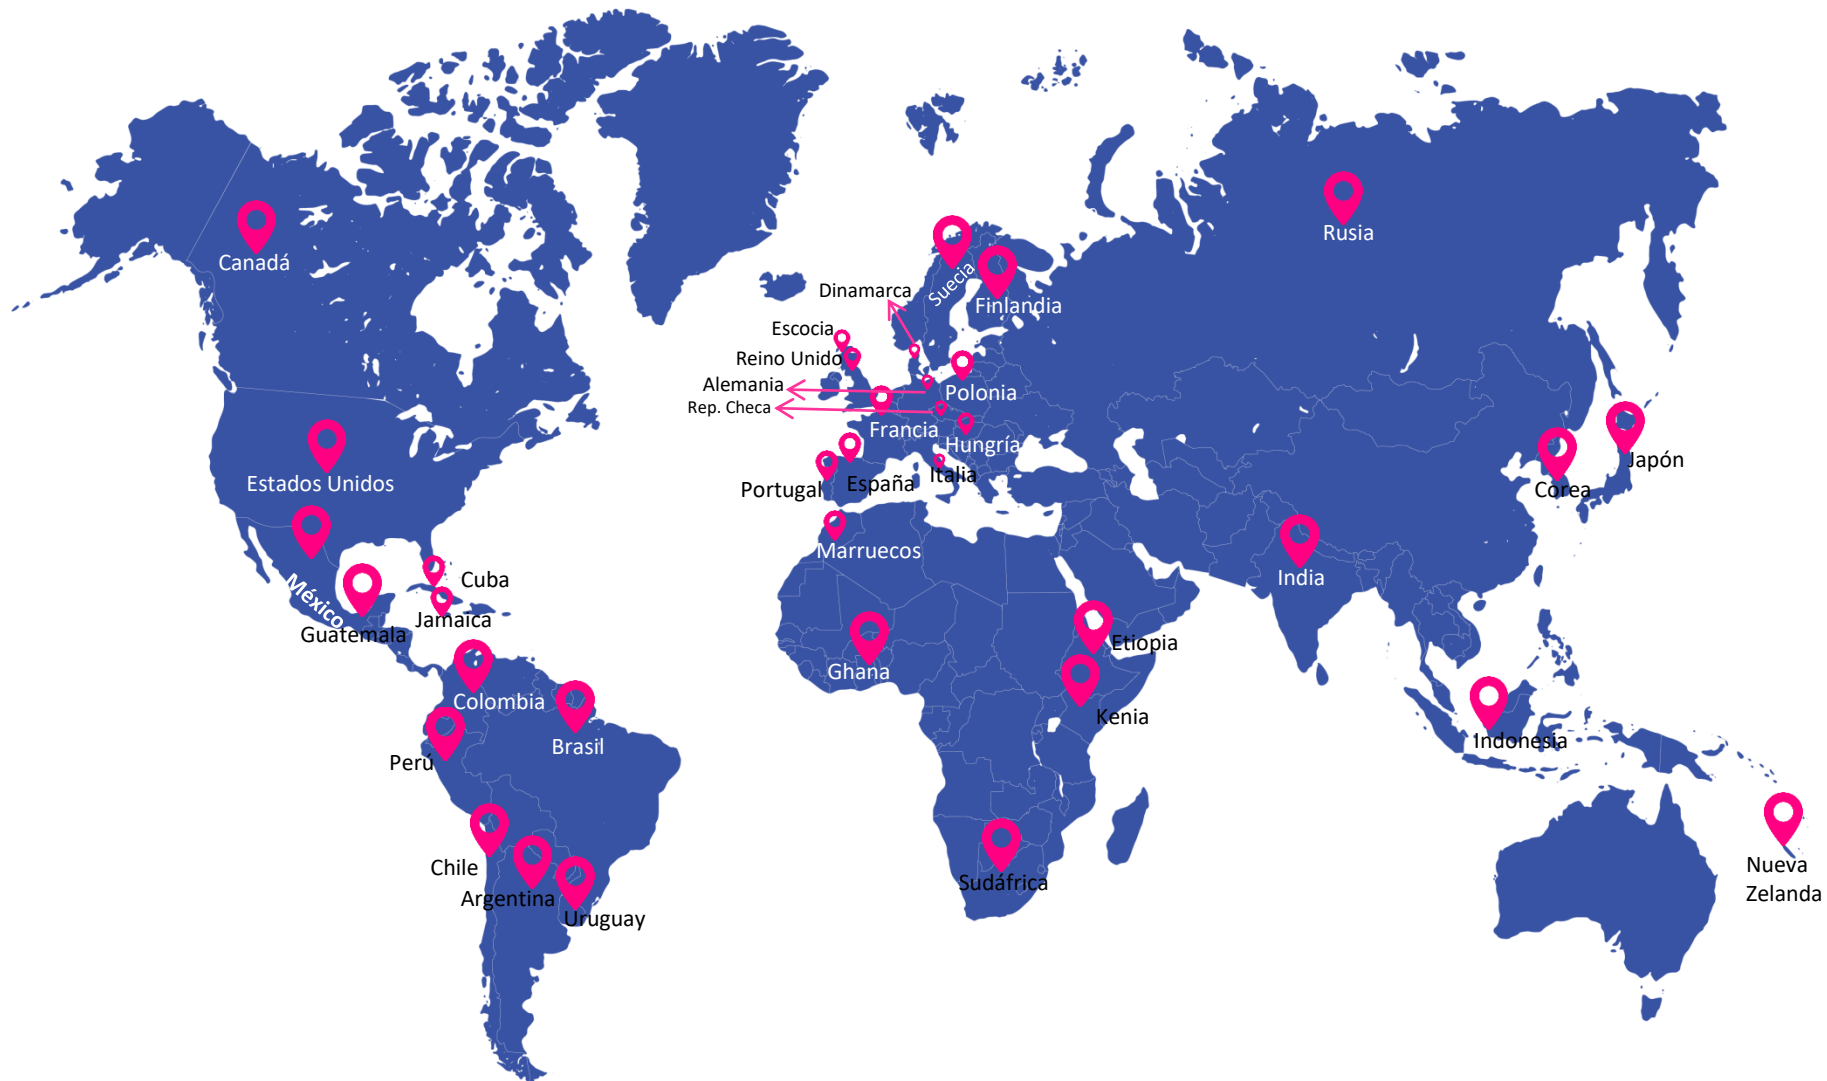 Canadá
Rusia
Suecia
Dinamarca
Finlandia
Escocia
Reino Unido
Alemania
Polonia
Rep. Checa
Francia
Hungría
Italia
España
Portugal
Japón
Corea
Estados Unidos
Marruecos
India
México
Cuba
Jamaica
Guatemala
Etiopia
Ghana
Colombia
Kenia
Brasil
Indonesia
Perú
Chile
Argentina
Uruguay
Sudáfrica
Nueva
Zelanda